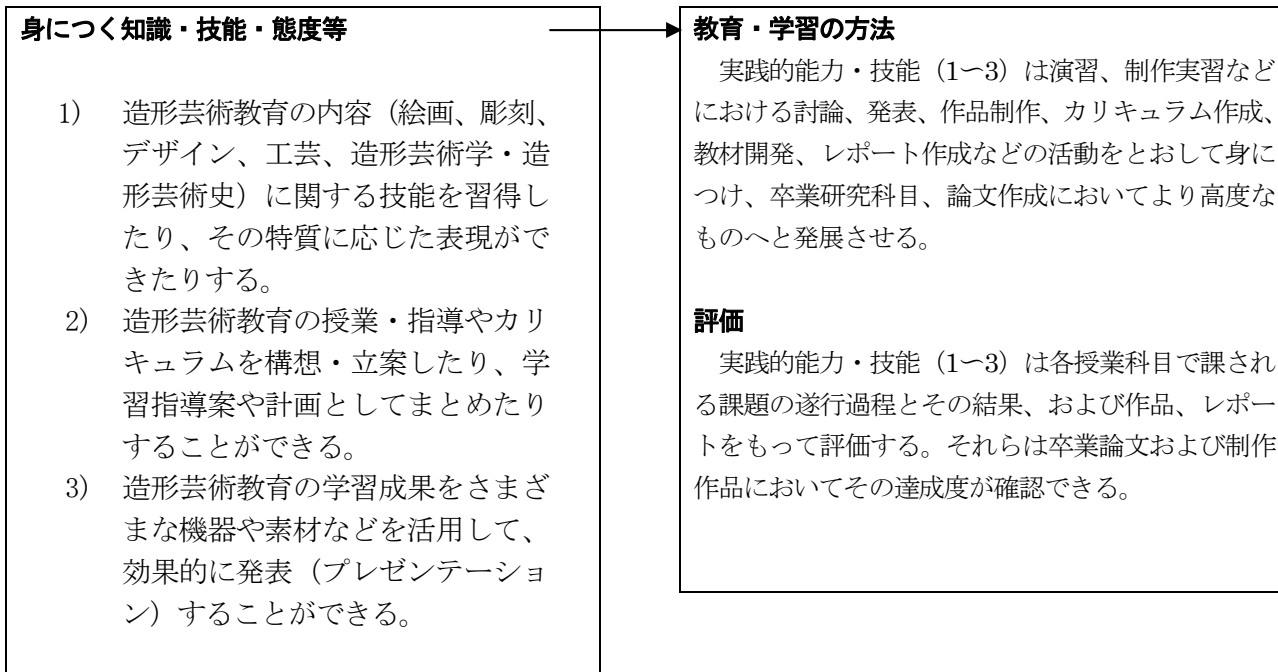 身につく知識・技能・態度等
1) 造形芸術教育の内容（絵画、彫刻、
デザイン、工芸、造形芸術学・造
形芸術史）に関する技能を習得し
たり、その特質に応じた表現がで
きたりする。
2) 造形芸術教育の授業・指導やカリ
キュラムを構想・立案したり、学
習指導案や計画としてまとめたり
することができる。
3) 造形芸術教育の学習成果をさまざ
まな機器や素材などを活用して、
効果的に発表（プレゼンテーショ
ン）することができる。
教育・学習の方法
実践的能力・技能（1～3）は演習、制作実習など
における討論、発表、作品制作、カリキュラム作成、
教材開発、レポート作成などの活動をとおして身に
つけ、卒業研究科目、論文作成においてより高度な
ものへと発展させる。
評価
実践的能力・技能（1～3）は各授業科目で課され
る課題の遂行過程とその結果、および作品、レポー
トをもって評価する。それらは卒業論文および制作
作品においてその達成度が確認できる。